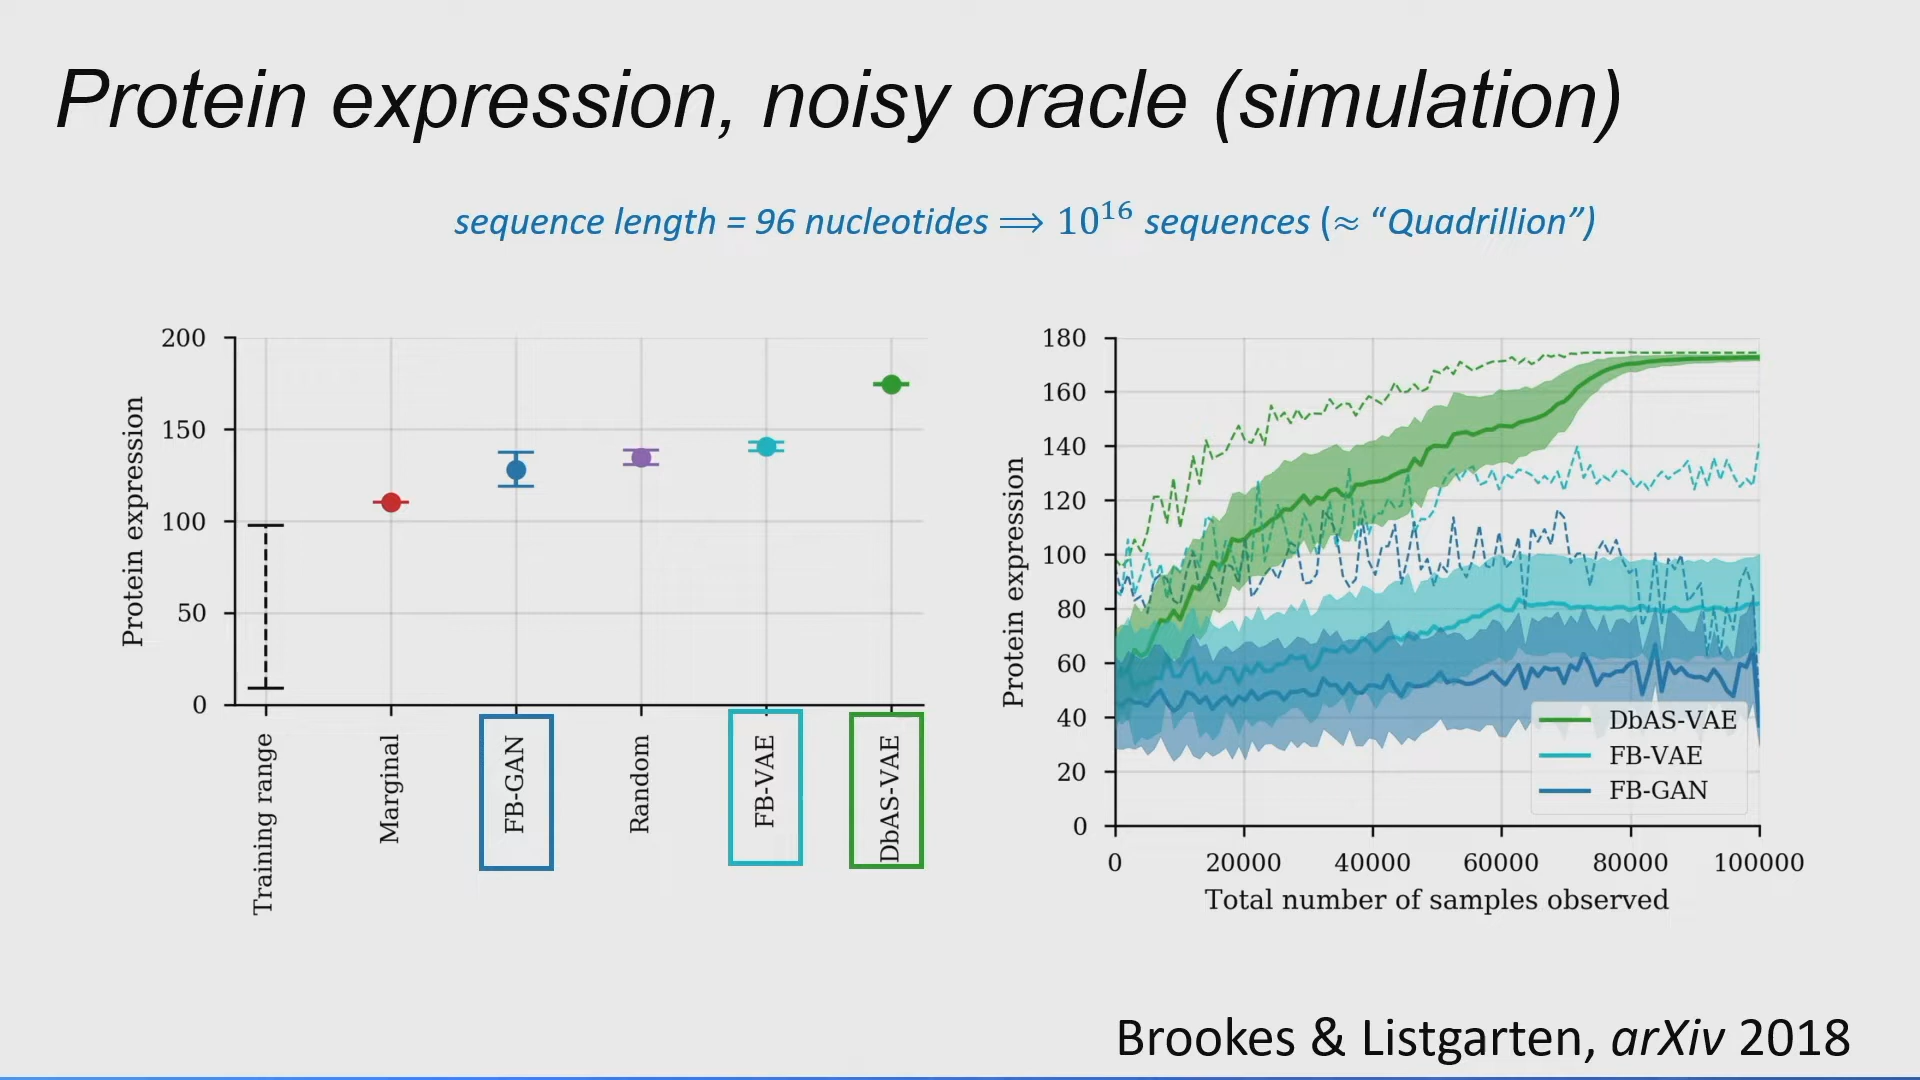 Protein expression, noisy oracle (simulation)
sequence length = 96 nucleotides ⟹ 10¹⁶ sequences (≈ “Quadrillion”)
200
150
100
50
0
Protein expression
Training range
Marginal
FB-GAN
Random
FB-VAE
DbAS-VAE
180
160
140
120
100
80
60
40
20
0
Protein expression
DbAS-VAE
FB-VAE
FB-GAN
0 20000 40000 60000 80000 100000
Total number of samples observed
Brookes & Listgarten, arXiv 2018